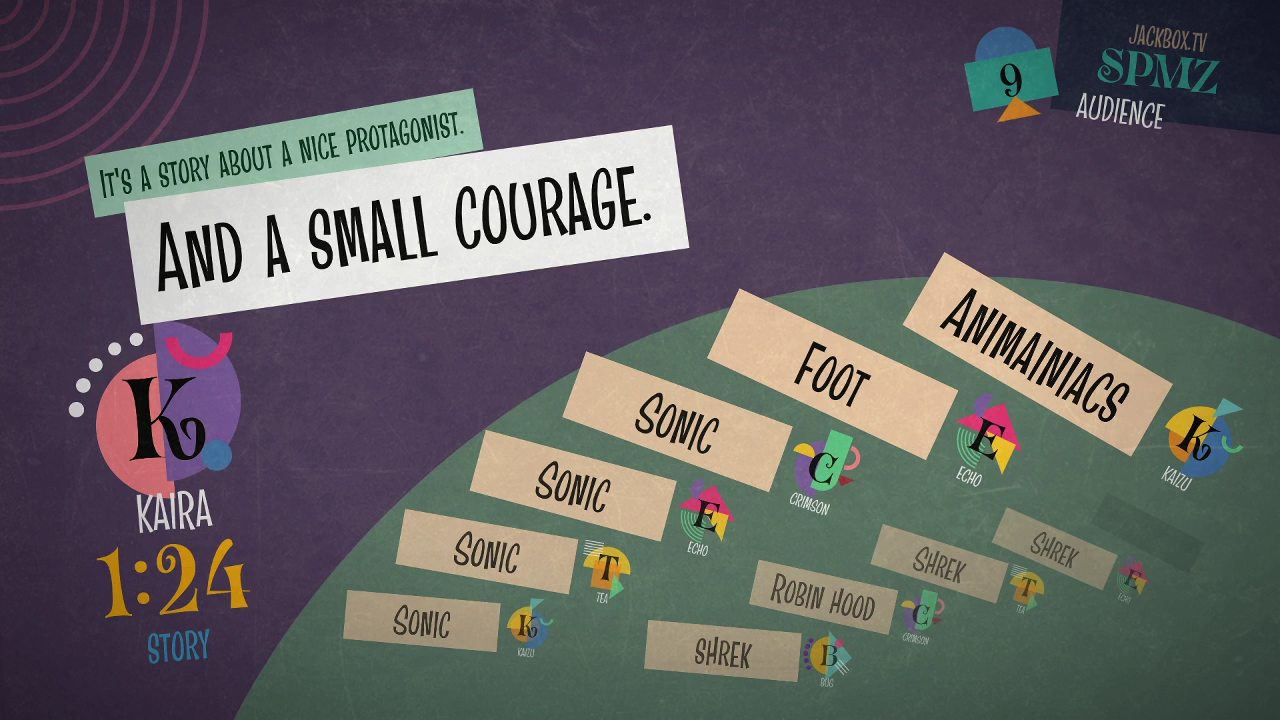 JACKBOX.TV
SPMZ
9
AUDIENCE
IT'S A STORY ABOUT A NICE PROTAGONIST.
AND A SMALL COURAGE.
K
KAIRA
1:24
STORY
ANIMAINIACS
K
KAIZU
FOOT
E
ECHO
SONIC
C
CRIMSON
SONIC
E
ECHO
SONIC
T
TEA
SONIC
K
KAIZU
SHREK
E
ECHO
SHREK
T
TEA
ROBIN HOOD
C
CRIMSON
SHREK
B
BUG